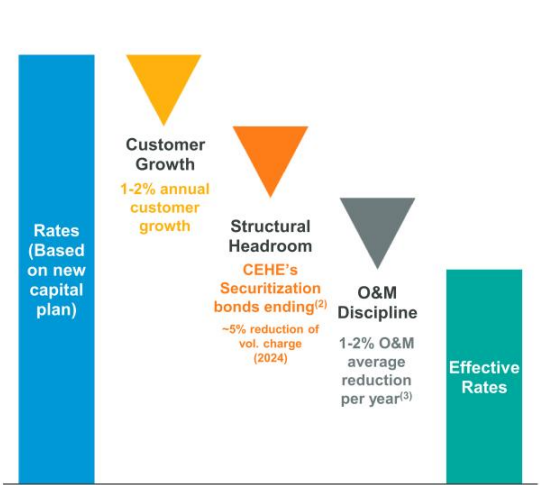 Rates
(Based
on new
capital
plan)
Customer
Growth
1-2% annual
customer
growth
Structural
Headroom
CEHE's
Securitization
bonds ending(2)
~5% reduction of
vol. charge
(2024)
O&M
Discipline
1-2% O&M
average
reduction
per year(3)
Effective
Rates